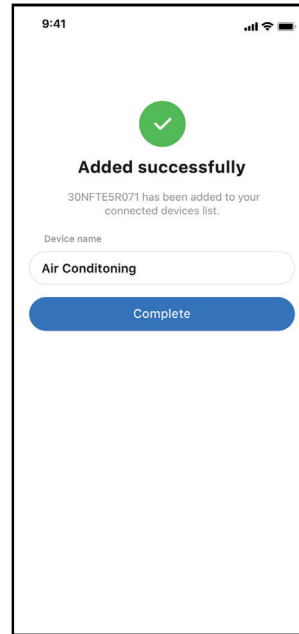 9:41
Added successfully
30NFTE5R071 has been added to your
connected devices list.
Device name
Air Conditoning
Complete